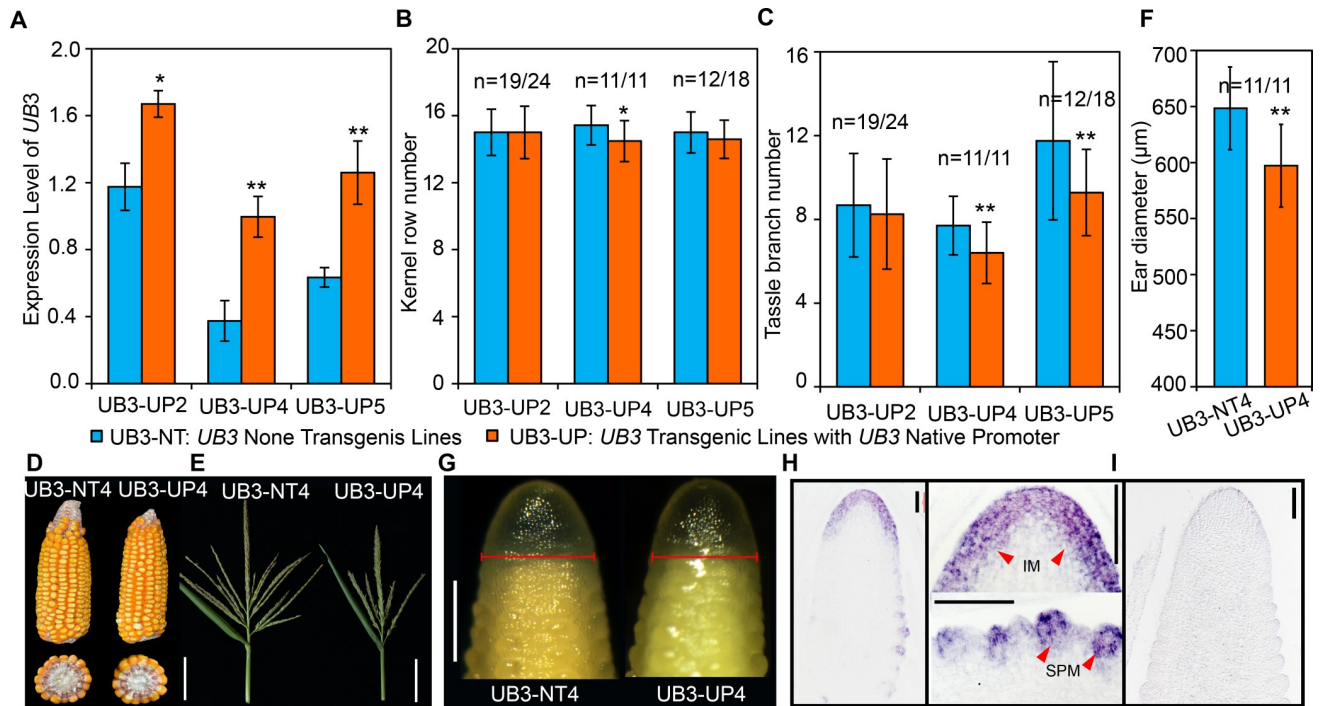 A
Expression Level of UB3
2.0
1.6
1.2
0.8
0.4
0.0
*
**
**
UB3-UP2 UB3-UP4 UB3-UP5
B
Kernel row number
20
16
12
8
4
0
n=19/24 n=11/11 n=12/18
*
UB3-UP2 UB3-UP4 UB3-UP5
C
Tassle branch number
16
12
8
4
0
n=19/24
n=11/11
n=12/18
**
**
UB3-UP2 UB3-UP4 UB3-UP5
F
Ear diameter (μm)
700
650
600
550
500
450
400
n=11/11
**
UB3-NT4
UB3-UP4
UB3-NT: UB3 None Transgenis Lines
UB3-UP: UB3 Transgenic Lines with UB3 Native Promoter
D
UB3-NT4 UB3-UP4
E
UB3-NT4 UB3-UP4
G
UB3-NT4 UB3-UP4
H
IM
SPM
I